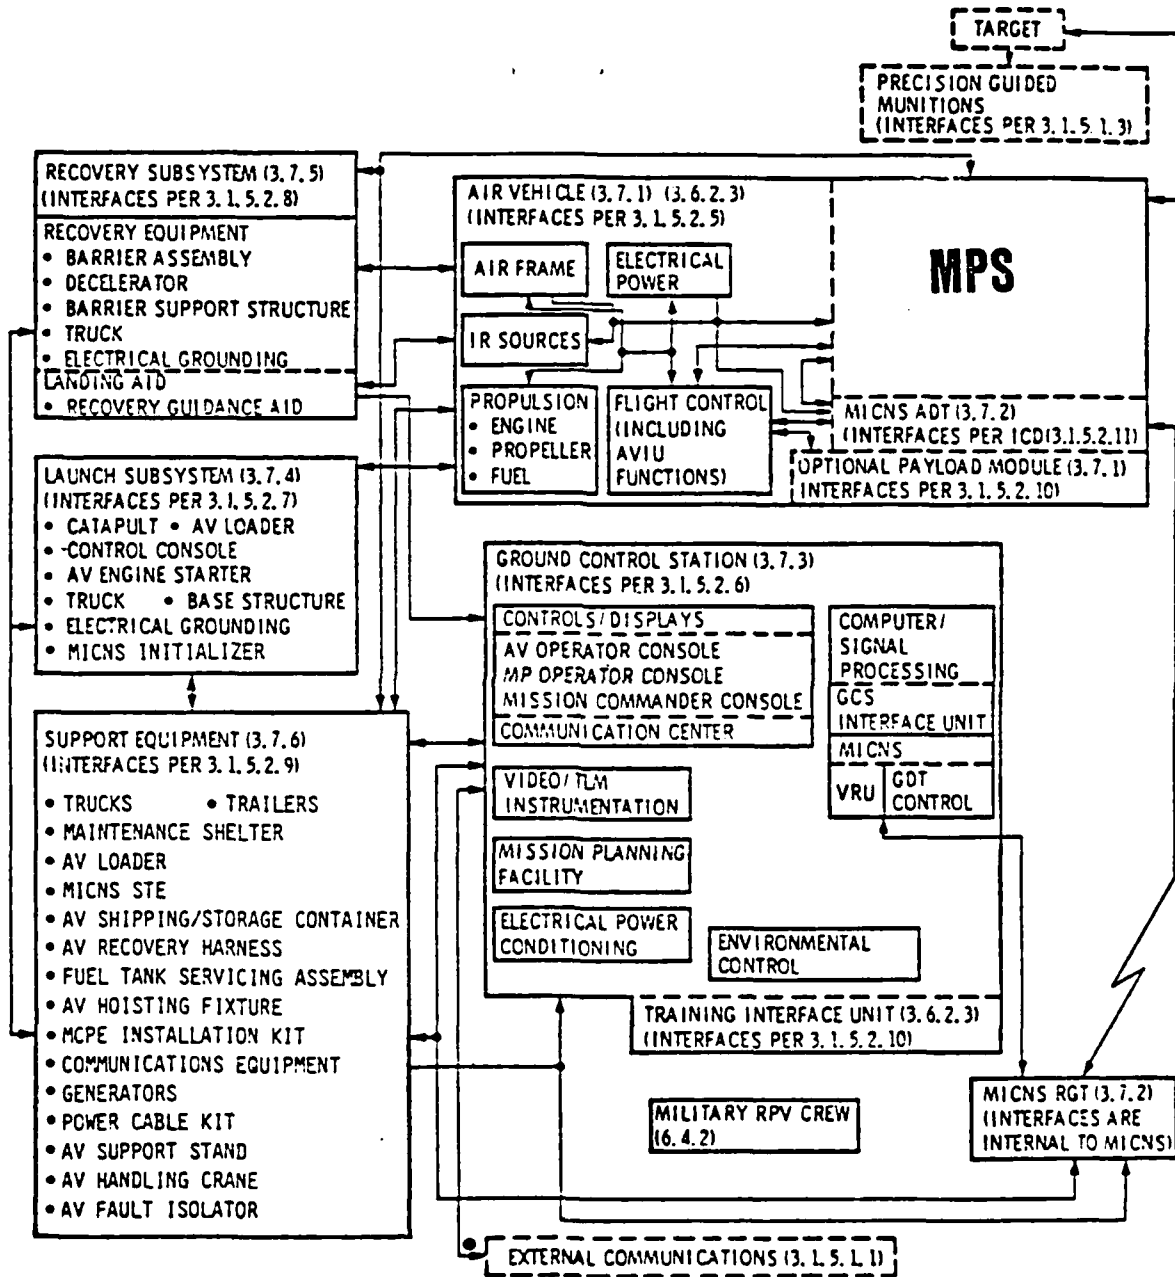 TARGET
PRECISION GUIDED
MUNITIONS
(INTERFACES PER 3.1.5.1.3)
RECOVERY SUBSYSTEM (3.7.5)
(INTERFACES PER 3.1.5.2.8)
RECOVERY EQUIPMENT
• BARRIER ASSEMBLY
• DECELERATOR
• BARRIER SUPPORT STRUCTURE
• TRUCK
• ELECTRICAL GROUNDING
LANDING AID
• RECOVERY GUIDANCE AID
AIR VEHICLE (3.7.1) (3.6.2.3)
(INTERFACES PER 3.1.5.2.5)
AIR FRAME
ELECTRICAL
POWER
IR SOURCES
PROPULSION
• ENGINE
• PROPELLER
• FUEL
FLIGHT CONTROL
(INCLUDING
AVIU
FUNCTIONS)
MPS
MICNS ADT (3.7.2)
(INTERFACES PER ICD(3.1.5.2.11)
OPTIONAL PAYLOAD MODULE (3.7.1)
INTERFACES PER 3.1.5.2.10)
LAUNCH SUBSYSTEM (3.7.4)
(INTERFACES PER 3.1.5.2.7)
• CATAPULT • AV LOADER
• -CONTROL CONSOLE
• AV ENGINE STARTER
• TRUCK • BASE STRUCTURE
• ELECTRICAL GROUNDING
• MICNS INITIALIZER
GROUND CONTROL STATION (3.7.3)
(INTERFACES PER 3.1.5.2.6)
CONTROLS/DISPLAYS
AV OPERATOR CONSOLE
MP OPERATOR CONSOLE
MISSION COMMANDER CONSOLE
COMMUNICATION CENTER
COMPUTER/
SIGNAL
PROCESSING
GCS
INTERFACE UNIT
MICNS
VRU
GDT
CONTROL
VIDEO/TLM
INSTRUMENTATION
MISSION PLANNING
FACILITY
ELECTRICAL POWER
CONDITIONING
ENVIRONMENTAL
CONTROL
TRAINING INTERFACE UNIT (3.6.2.3)
(INTERFACES PER 3.1.5.2.10)
SUPPORT EQUIPMENT (3.7.6)
(INTERFACES PER 3.1.5.2.9)
• TRUCKS • TRAILERS
• MAINTENANCE SHELTER
• AV LOADER
• MICNS STE
• AV SHIPPING/STORAGE CONTAINER
• AV RECOVERY HARNESS
• FUEL TANK SERVICING ASSEMBLY
• AV HOISTING FIXTURE
• MCPE INSTALLATION KIT
• COMMUNICATIONS EQUIPMENT
• GENERATORS
• POWER CABLE KIT
• AV SUPPORT STAND
• AV HANDLING CRANE
• AV FAULT ISOLATOR
MILITARY RPV CREW
(6.4.2)
MICNS RGT (3.7.2)
(INTERFACES ARE
INTERNAL TO MICNS)
EXTERNAL COMMUNICATIONS (3.1.5.1.1)